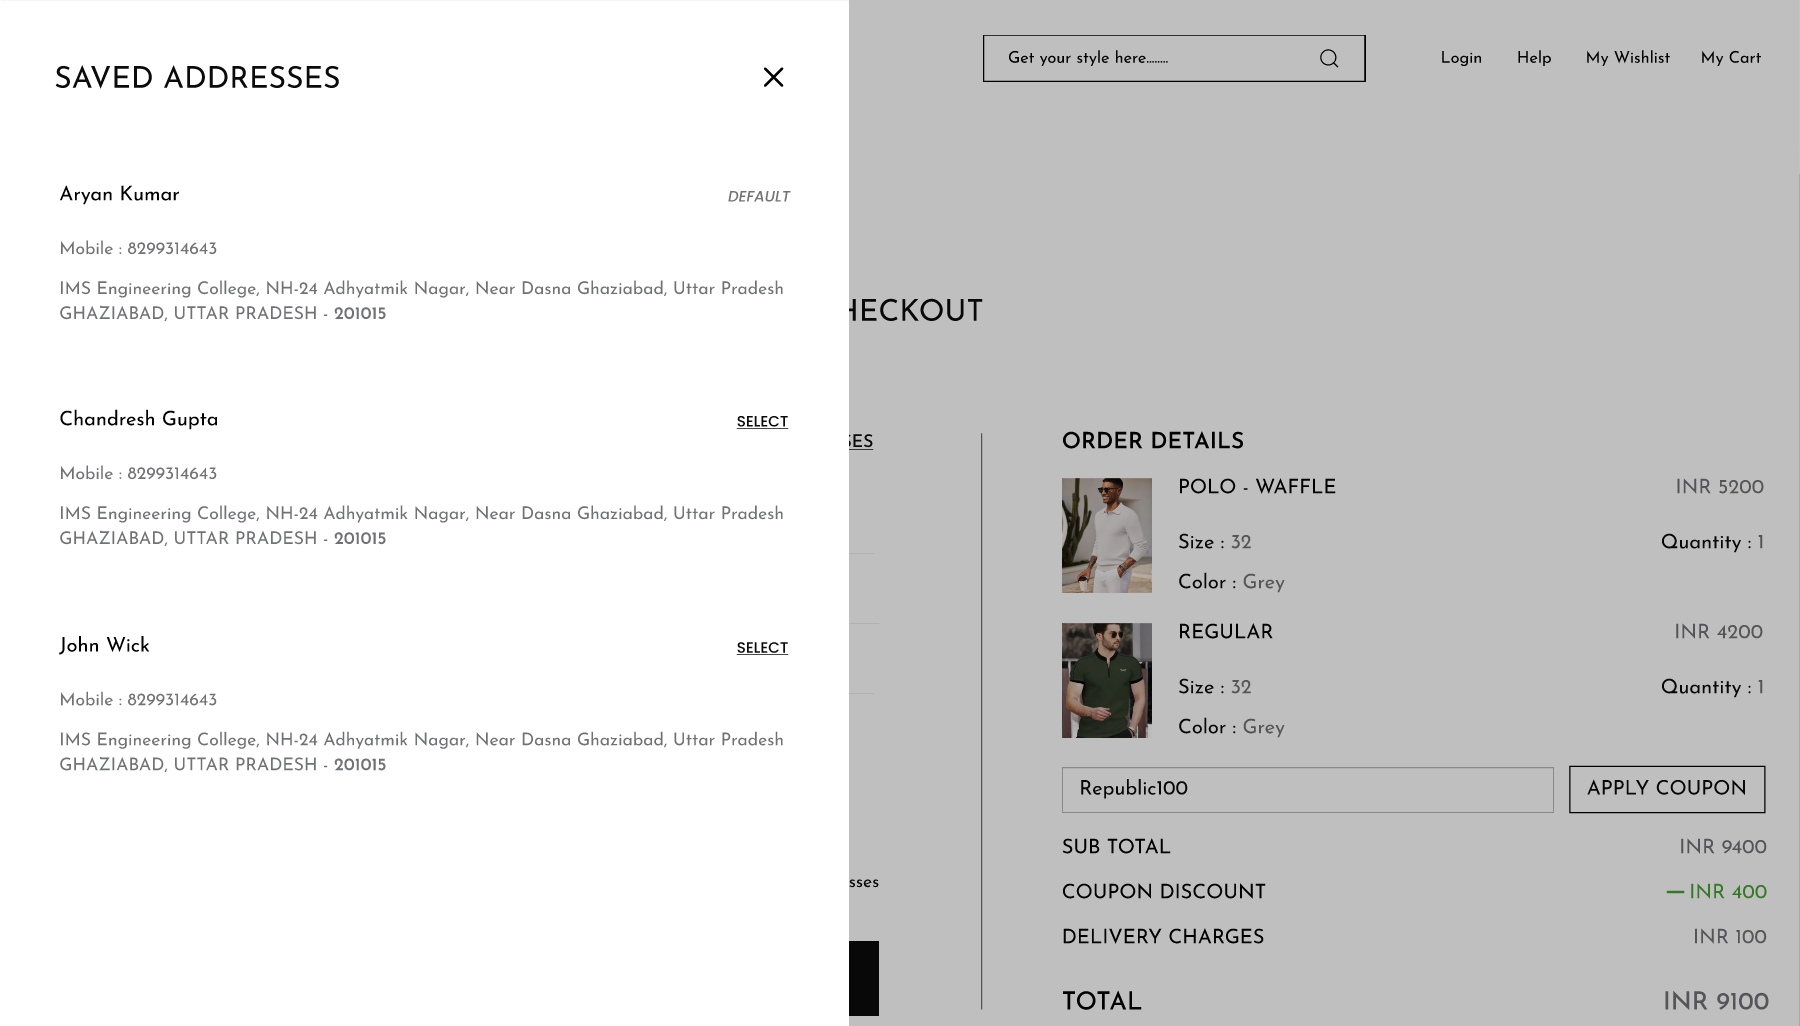 SAVED ADDRESSES
Aryan Kumar
DEFAULT
Mobile : 8299314643
IMS Engineering College, NH-24 Adhyatmik Nagar, Near Dasna Ghaziabad, Uttar Pradesh
GHAZIABAD, UTTAR PRADESH - 201015
Chandresh Gupta
SELECT
Mobile : 8299314643
IMS Engineering College, NH-24 Adhyatmik Nagar, Near Dasna Ghaziabad, Uttar Pradesh
GHAZIABAD, UTTAR PRADESH - 201015
John Wick
SELECT
Mobile : 8299314643
IMS Engineering College, NH-24 Adhyatmik Nagar, Near Dasna Ghaziabad, Uttar Pradesh
GHAZIABAD, UTTAR PRADESH - 201015
Get your style here........
Login
Help
My Wishlist
My Cart
HECKOUT
SES
sses
ORDER DETAILS
POLO - WAFFLE
INR 5200
Size : 32
Quantity : 1
Color : Grey
REGULAR
INR 4200
Size : 32
Quantity : 1
Color : Grey
Republic100
APPLY COUPON
SUB TOTAL
INR 9400
COUPON DISCOUNT
— INR 400
DELIVERY CHARGES
INR 100
TOTAL
INR 9100